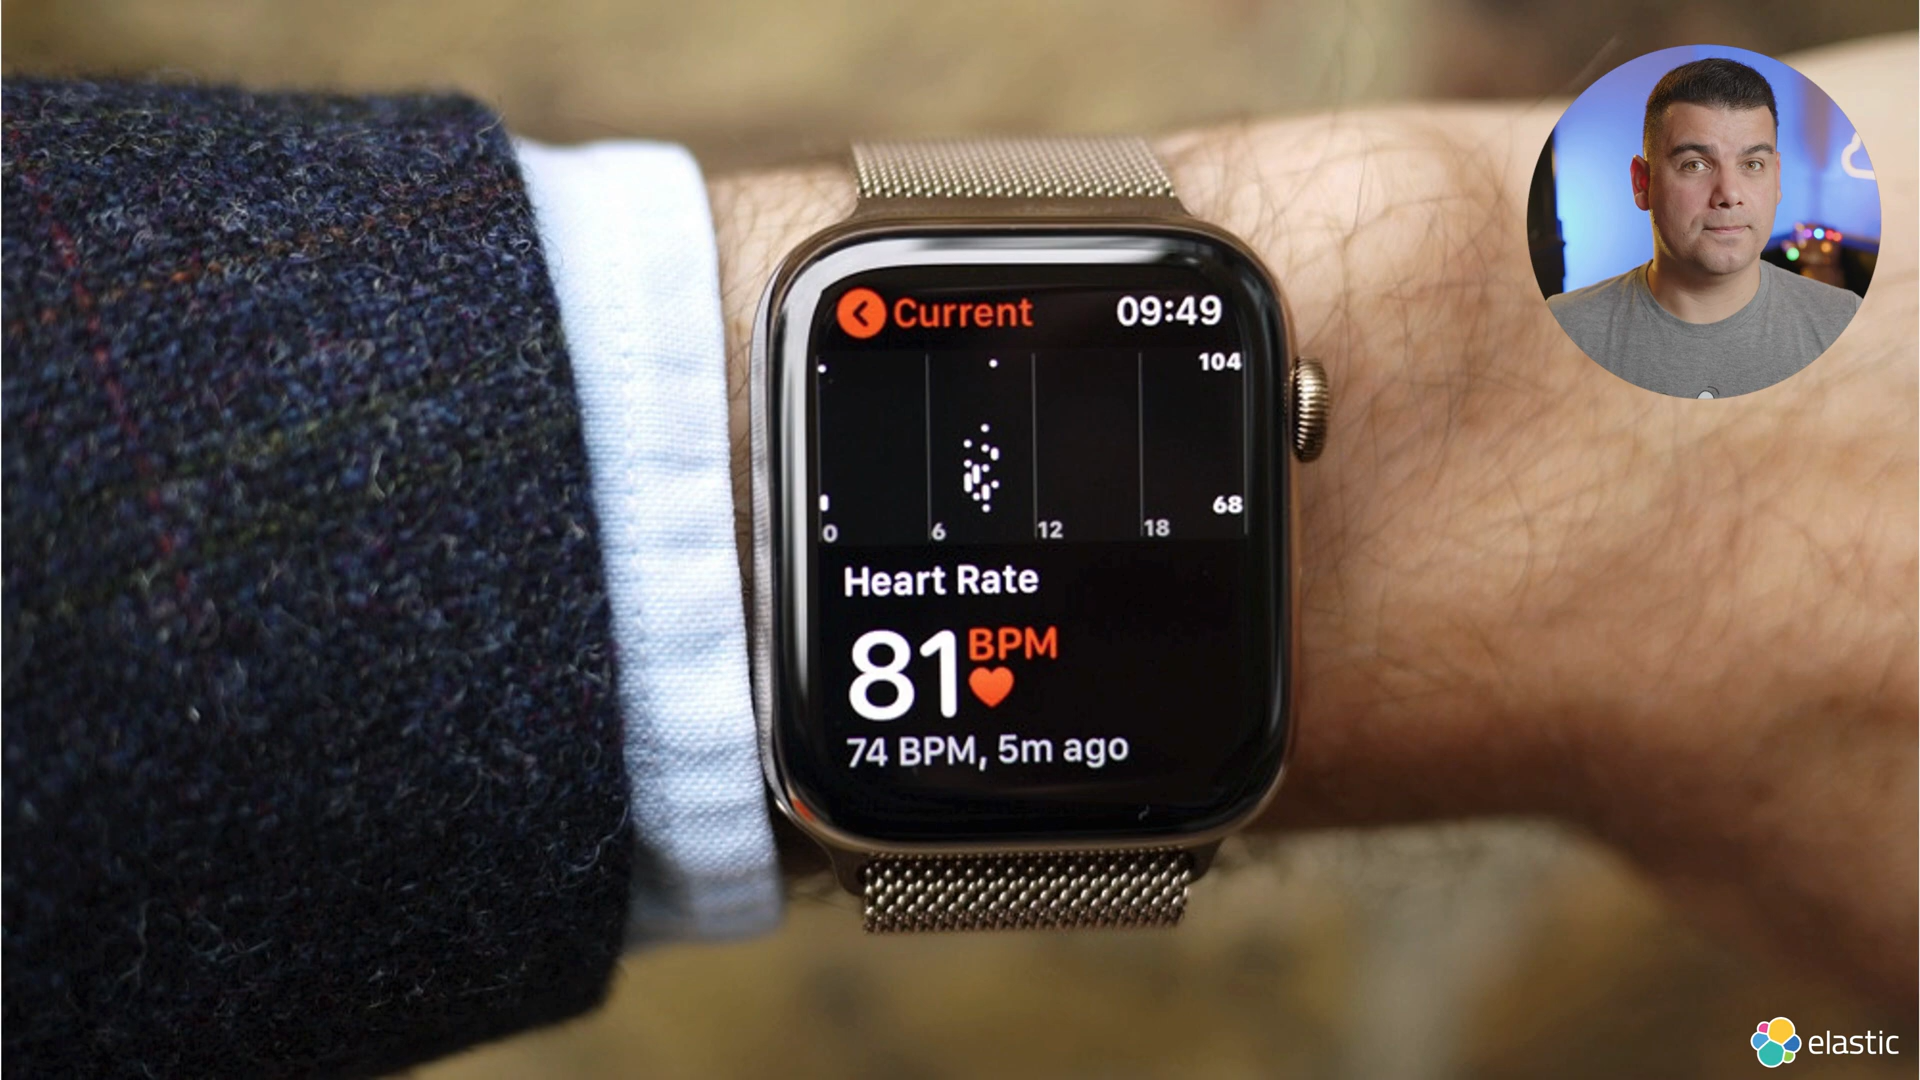 Current 09:49
104
68
0 6 12 18
Heart Rate
81 BPM
74 BPM, 5m ago
elastic